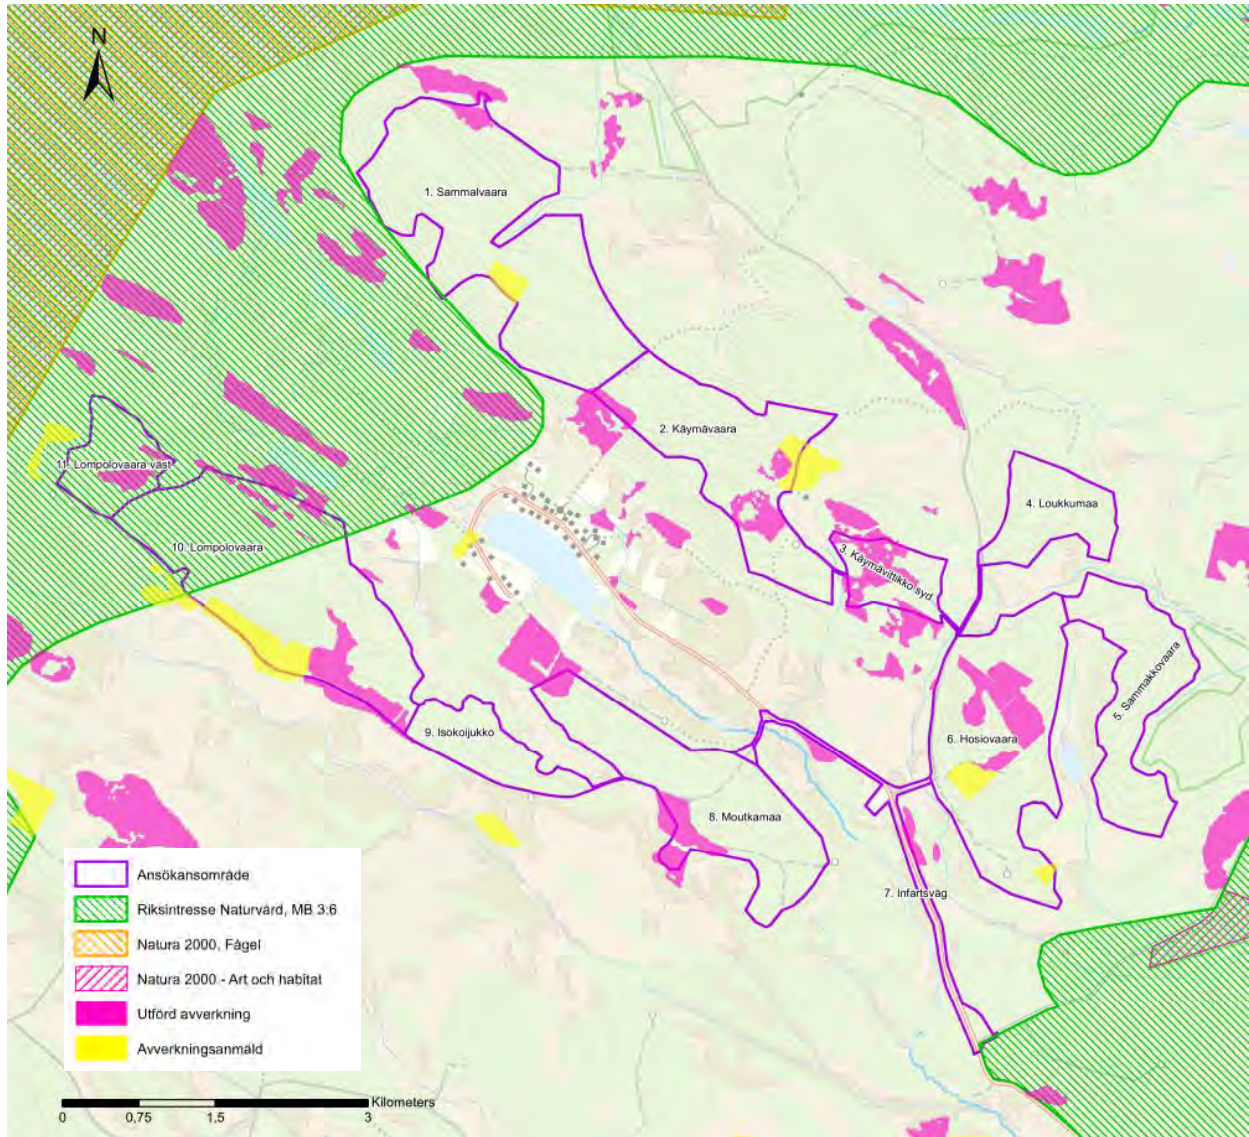 N
1. Sammalvaara
2. Käymävaara
11. Lompolovaara väst
4. Loukkumaa
10. Lompolovaara
3. Käymävittikko syd
5. Sammakkovaara
9. Isokoijukko
6. Hosiovaara
8. Moutkamaa
7. Infartsväg
Ansökansområde
Riksintresse Naturvård, MB 3:6
Natura 2000, Fågel
Natura 2000 - Art och habitat
Utförd avverkning
Avverkningsanmäld
Kilometers
0 0,75 1,5 3